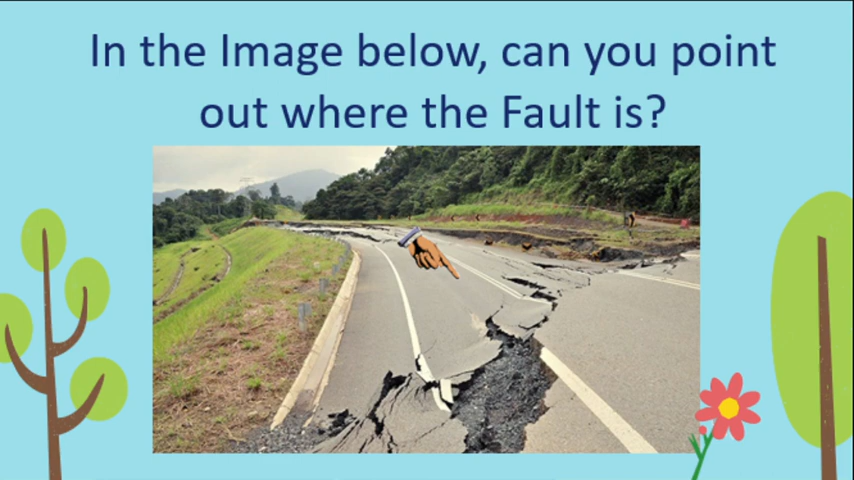 In the Image below, can you point
out where the Fault is?